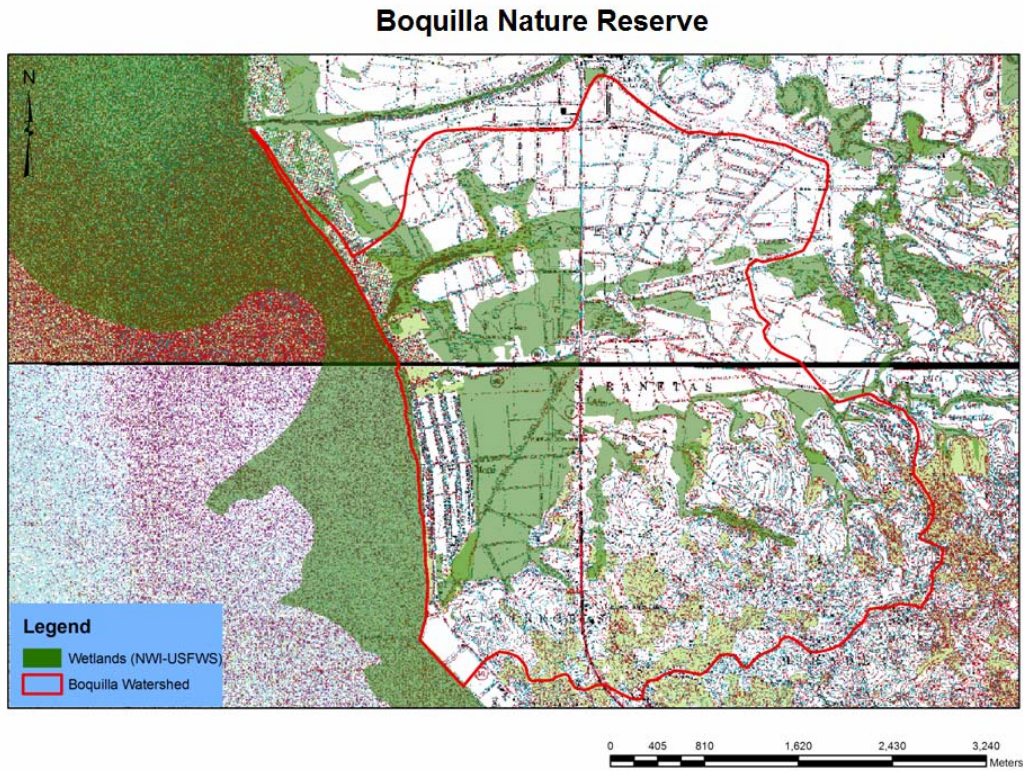 Boquilla Nature Reserve
N
Legend
Wetlands (NWI-USFWS)
Boquilla Watershed
0 405 810 1,620 2,430 3,240
Meters